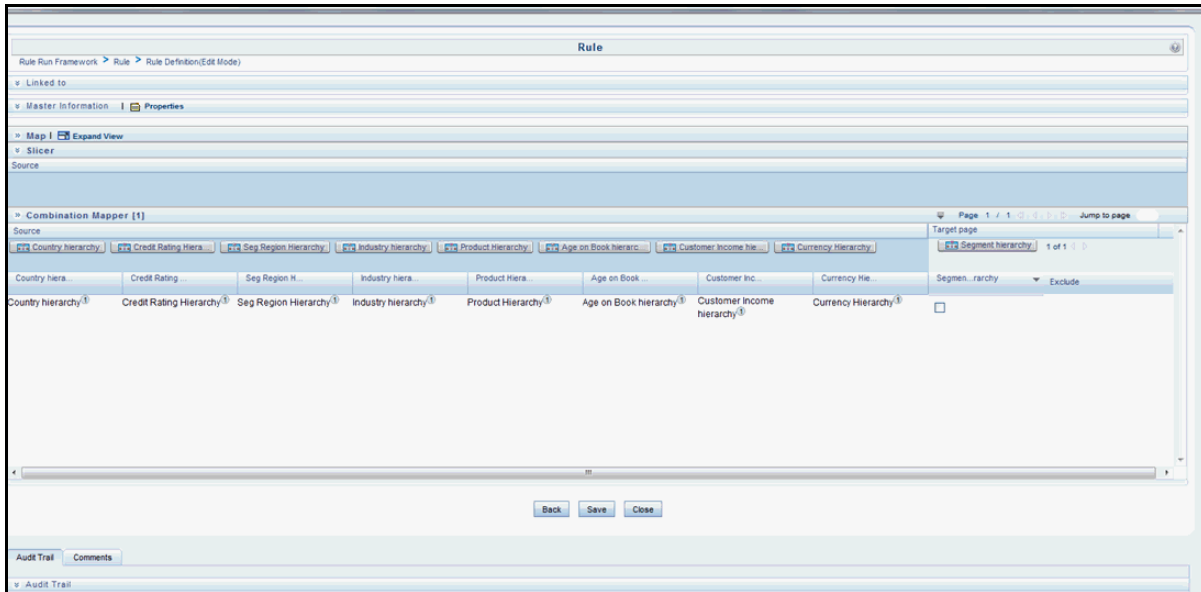 Rule
Rule Run Framework > Rule > Rule Definition(Edit Mode)
Linked to
Master Information | Properties
Map | Expand View
Slicer
Source
Combination Mapper [1] Page 1 / 1 Jump to page
Source Target page
Country hierarchy Credit Rating Hiera... Seg Region Hierarchy Industry hierarchy Product Hierarchy Age on Book hierarc... Customer Income hie... Currency Hierarchy Segment hierarchy 1 of 1
Country hiera... Credit Rating ... Seg Region H... Industry hiera... Product Hiera... Age on Book ... Customer Inc... Currency Hie... Segmen...rarchy Exclude
Country hierarchy Credit Rating Hierarchy Seg Region Hierarchy Industry hierarchy Product Hierarchy Age on Book hierarchy Customer Income hierarchy Currency Hierarchy
Back Save Close
Audit Trail Comments
Audit Trail